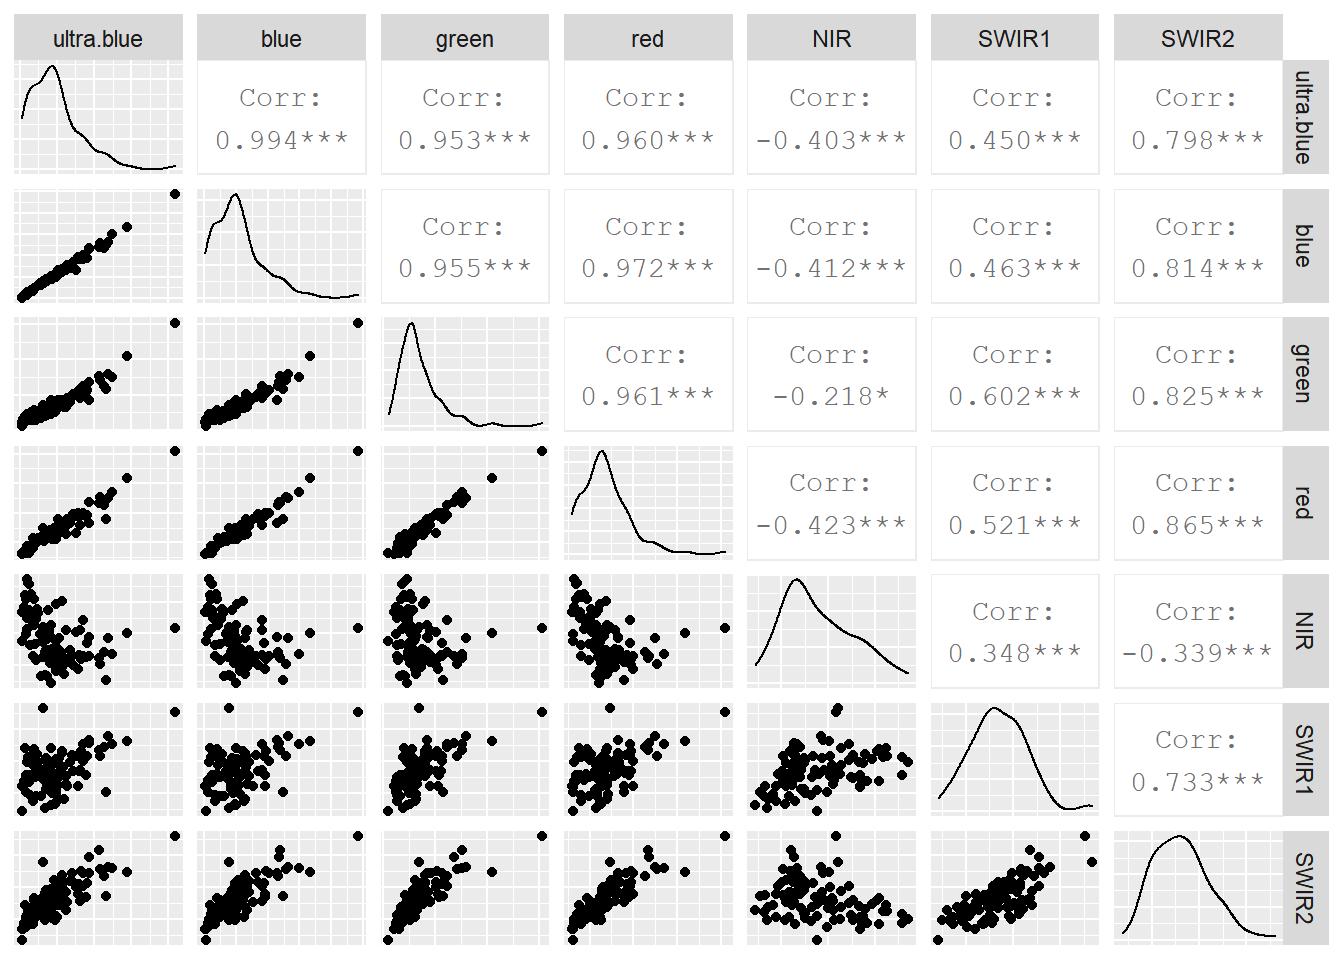 ultra.blue blue green red NIR SWIR1 SWIR2
Corr: Corr: Corr: Corr: Corr: Corr:
0.994*** 0.953*** 0.960*** -0.403*** 0.450*** 0.798***
ultra.blue
Corr: Corr: Corr: Corr: Corr:
0.955*** 0.972*** -0.412*** 0.463*** 0.814***
blue
Corr: Corr: Corr: Corr:
0.961*** -0.218* 0.602*** 0.825***
green
Corr: Corr: Corr:
-0.423*** 0.521*** 0.865***
red
Corr: Corr:
0.348*** -0.339***
NIR
Corr:
0.733***
SWIR1
SWIR2